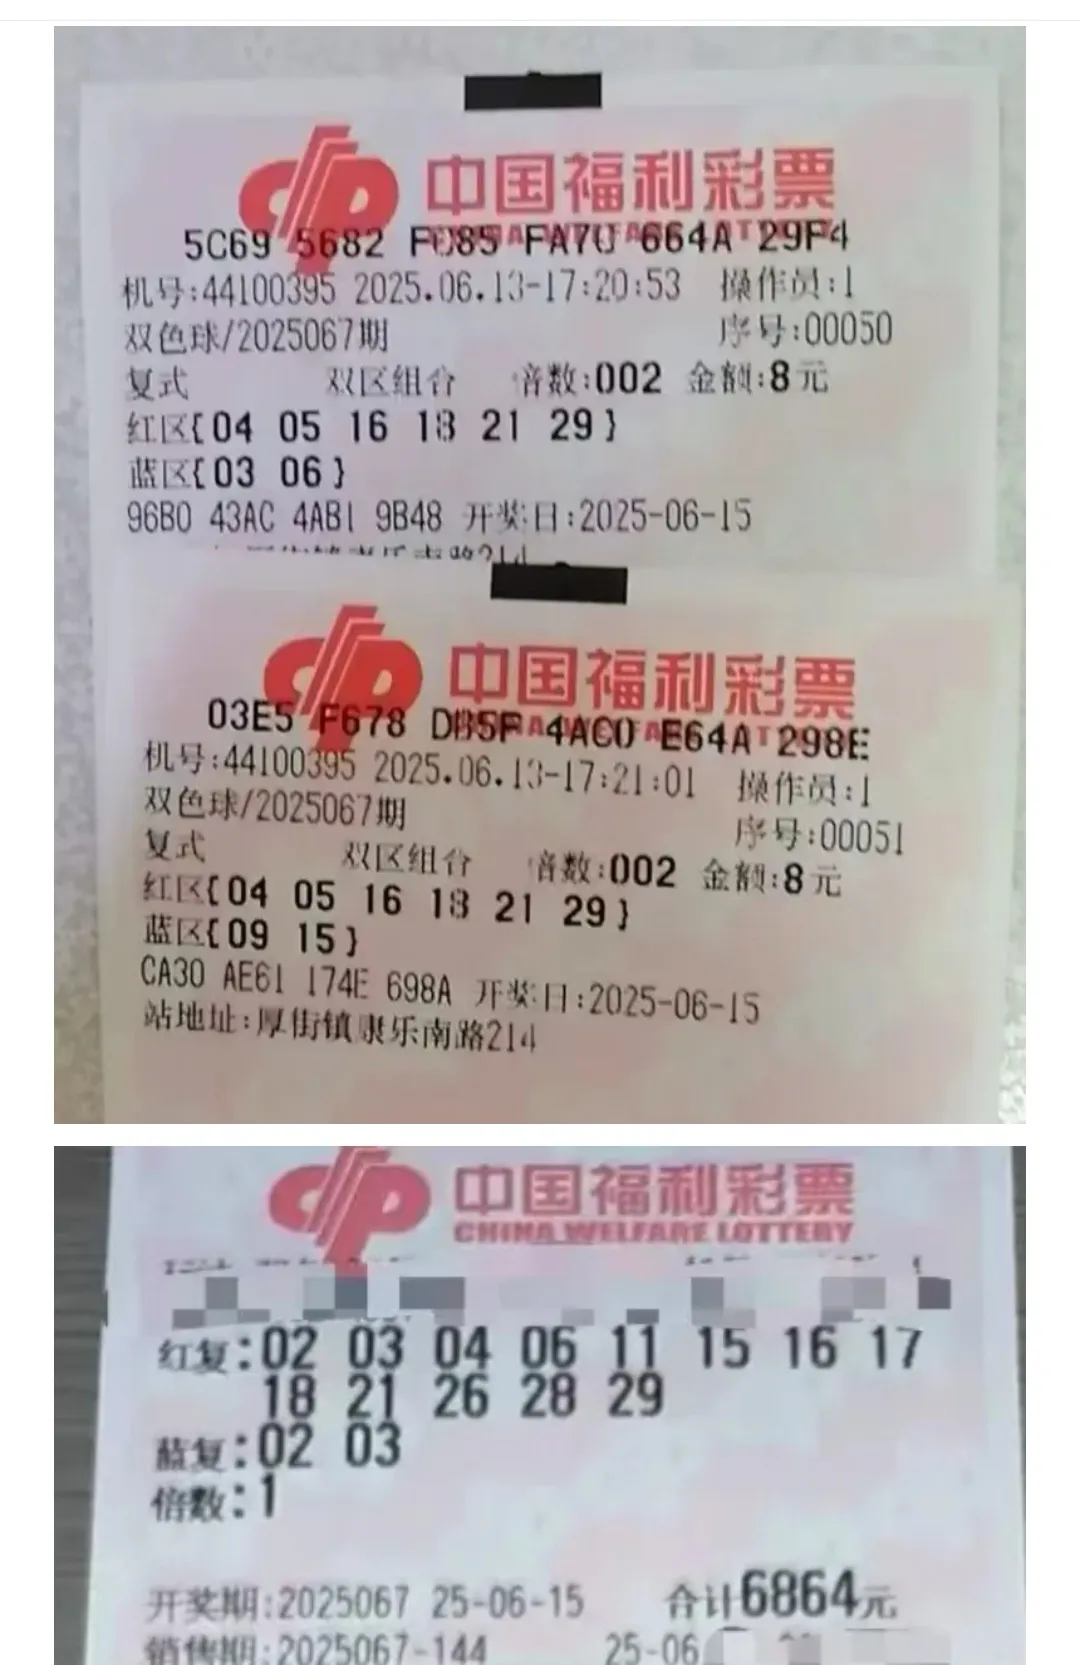 中国福利彩票
5C69 5682 FC85 FA70 664A 29F4
机号:44100395 2025.06.13-17:20:53 操作员:1
双色球/2025067期 序号:00050
复式 双区组合 倍数:002 金额:8元
红区{04 05 16 18 21 29}
蓝区{03 06}
96B0 43AC 4AB1 9B48 开奖日:2025-06-15
中国福利彩票
03E5 F678 DB5F 4AC0 E64A 298E
机号:44100395 2025.06.13-17:21:01 操作员:1
双色球/2025067期 序号:00051
复式 双区组合 倍数:002 金额:8元
红区{04 05 16 18 21 29}
蓝区{09 15}
CA30 AE61 174E 698A 开奖日:2025-06-15
站地址:厚街镇康乐南路214
中国福利彩票
CHINA WELFARE LOTTERY
红复:02 03 04 06 11 15 16 17
18 21 26 28 29
蓝复:02 03
倍数:1
开奖期:2025067 25-06-15 合计6864元
销售期:2025067-144 25-06